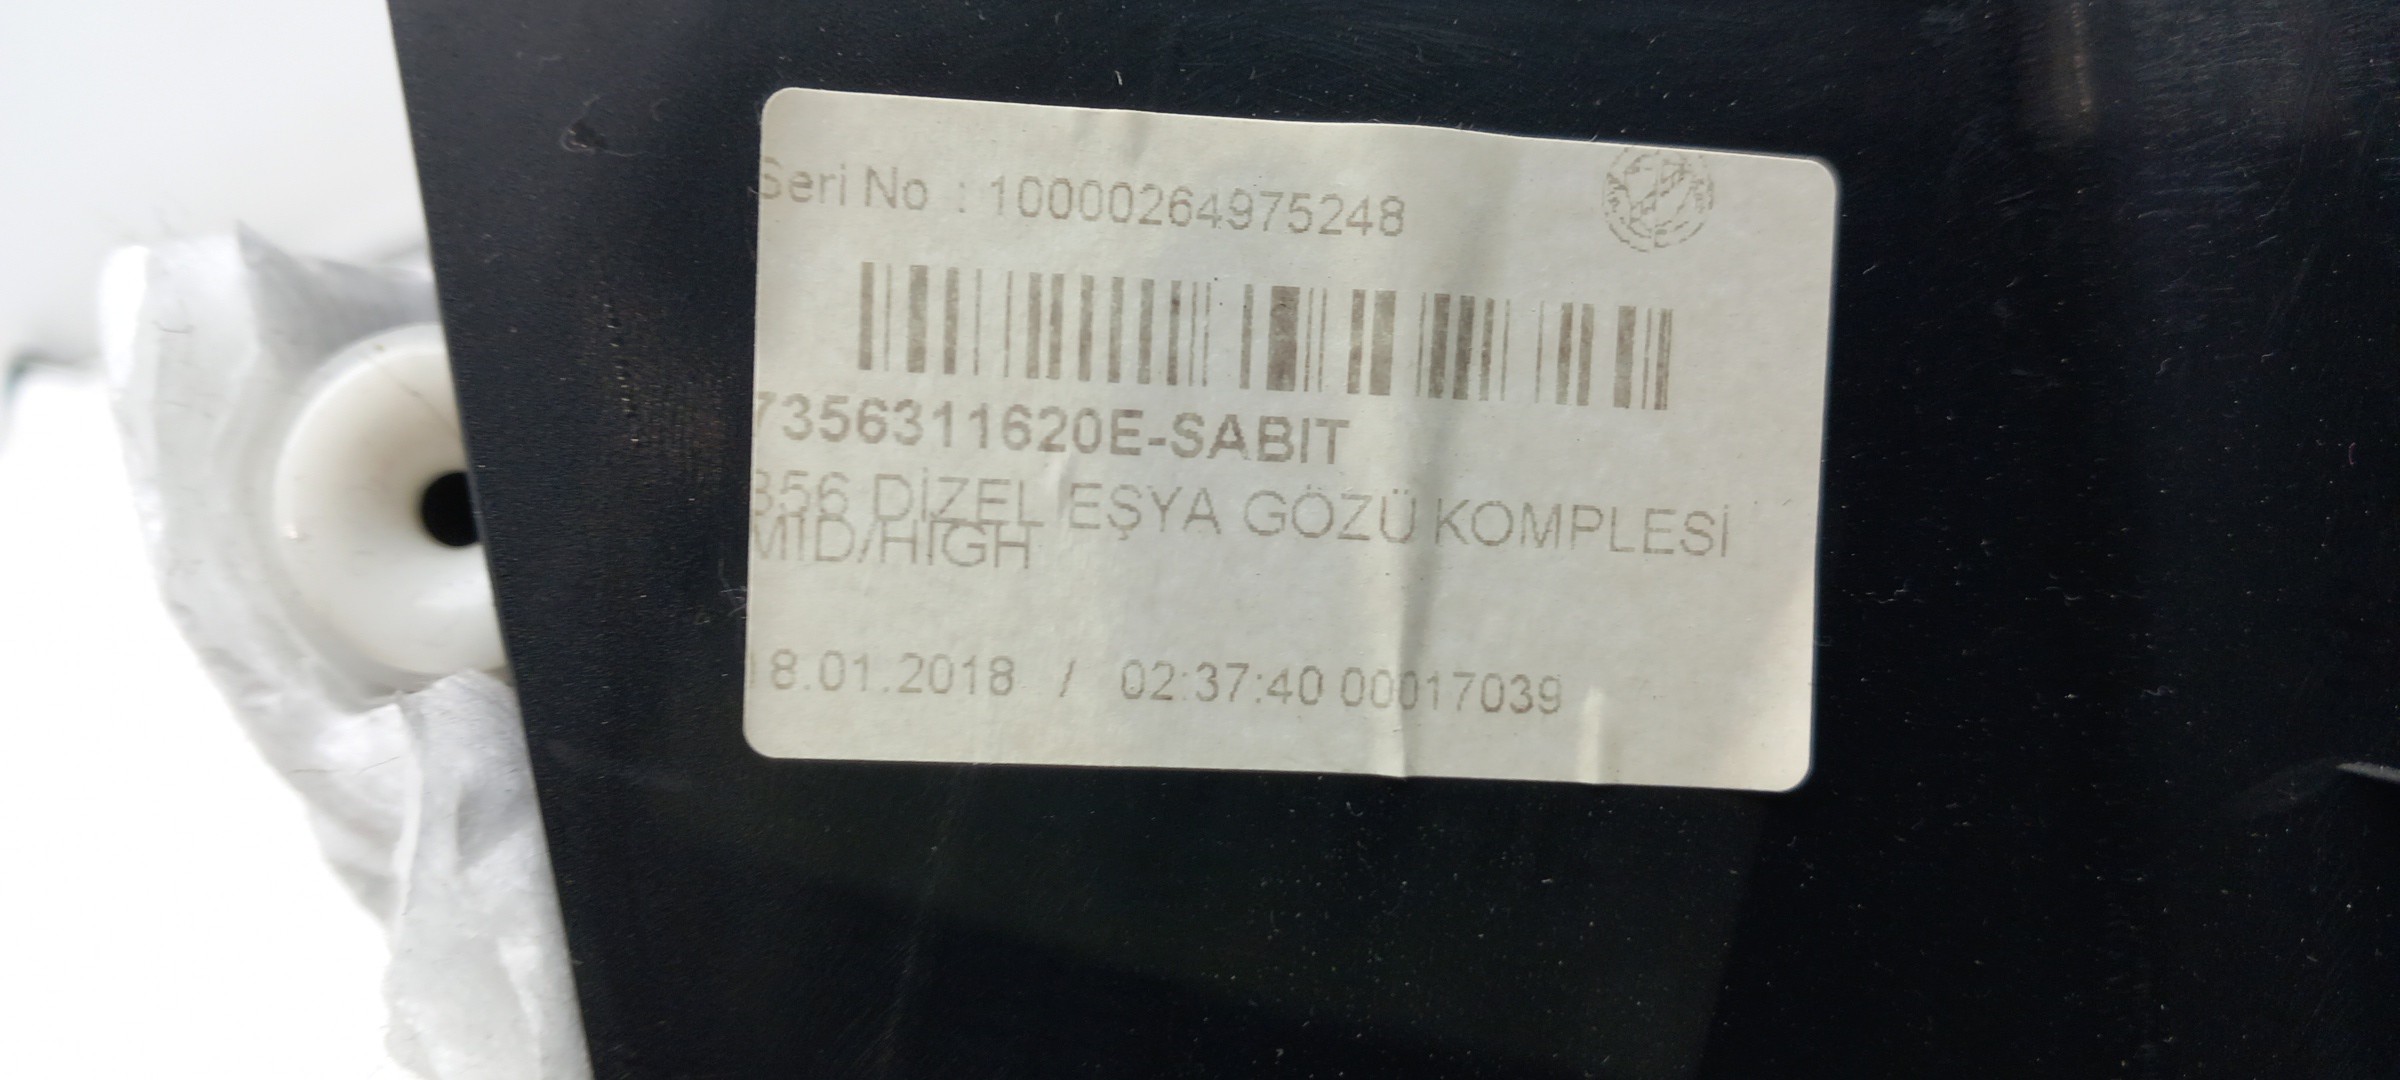 Seri No : 10000264975248
7356311620E-SABIT
356 DİZEL EŞYA GÖZÜ KOMPLESİ
MID/HIGH
18.01.2018 / 02:37:40 00017039